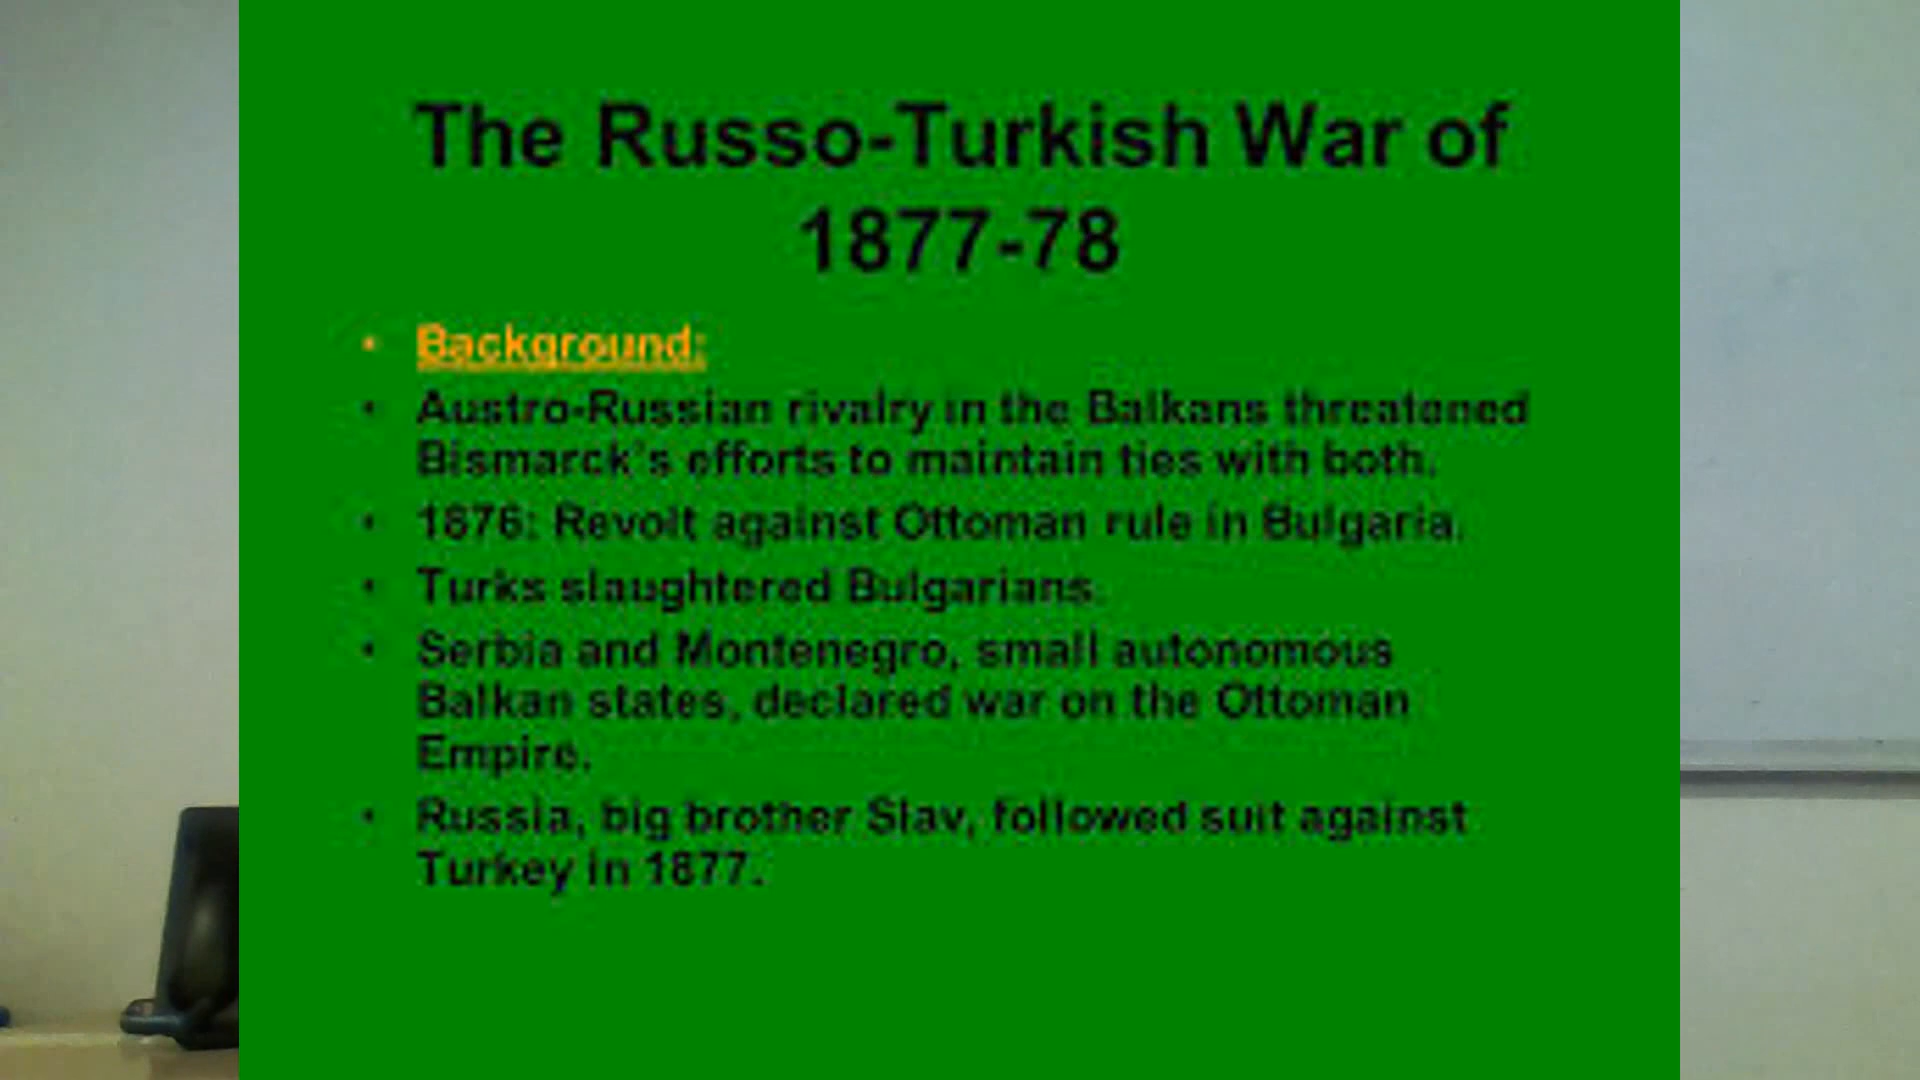 The Russo-Turkish War of
1877-78
• Background:
• Austro-Russian rivalry in the Balkans threatened
Bismarck's efforts to maintain ties with both.
• 1876: Revolt against Ottoman rule in Bulgaria.
• Turks slaughtered Bulgarians.
• Serbia and Montenegro, small autonomous
Balkan states, declared war on the Ottoman
Empire.
• Russia, big brother Slav, followed suit against
Turkey in 1877.